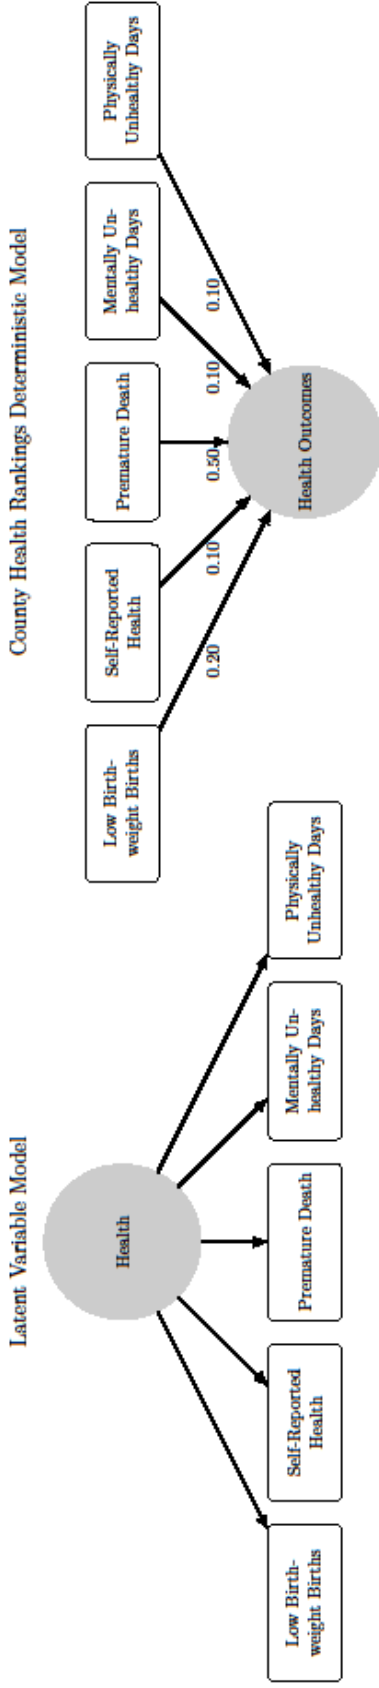 Latent Variable Model
Health
Low Birth-
weight Births
Self-Reported
Health
Premature Death
Mentally Un-
healthy Days
Physically
Unhealthy Days
County Health Rankings Deterministic Model
Low Birth-
weight Births
Self-Reported
Health
Premature Death
Mentally Un-
healthy Days
Physically
Unhealthy Days
0.20
0.10
0.50
0.10
0.10
Health Outcomes